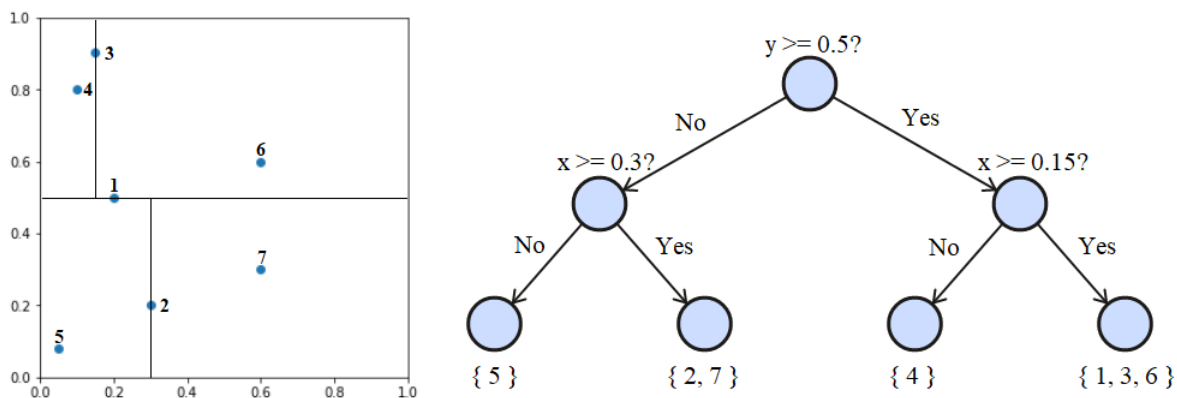 1.0
0.8
0.6
0.4
0.2
0.0
0.0 0.2 0.4 0.6 0.8 1.0
3
4
6
1
7
2
5
y >= 0.5?
No Yes
x >= 0.3? x >= 0.15?
No Yes No Yes
{ 5 } { 2, 7 } { 4 } { 1, 3, 6 }